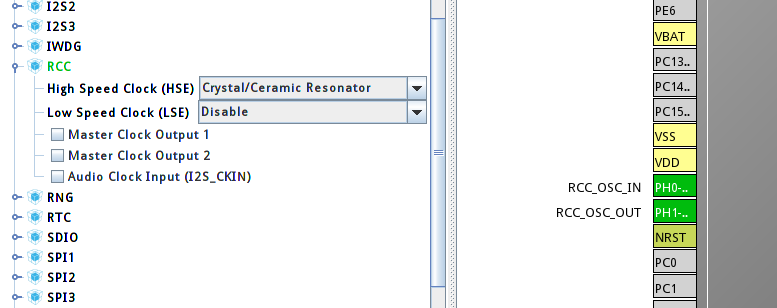 I2S2
I2S3
IWDG
RCC
High Speed Clock (HSE) Crystal/Ceramic Resonator
Low Speed Clock (LSE) Disable
Master Clock Output 1
Master Clock Output 2
Audio Clock Input (I2S_CKIN)
RNG
RTC
SDIO
SPI1
SPI2
SPI3
PE6
VBAT
PC13..
PC14..
PC15..
VSS
VDD
RCC_OSC_IN PH0-..
RCC_OSC_OUT PH1-..
NRST
PC0
PC1